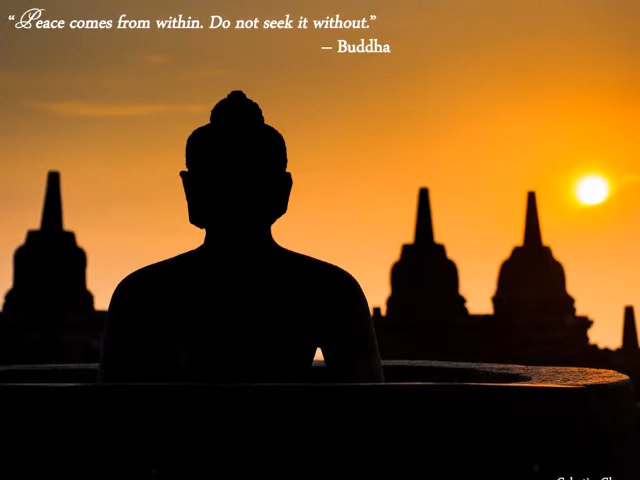 “Peace comes from within. Do not seek it without.”
– Buddha